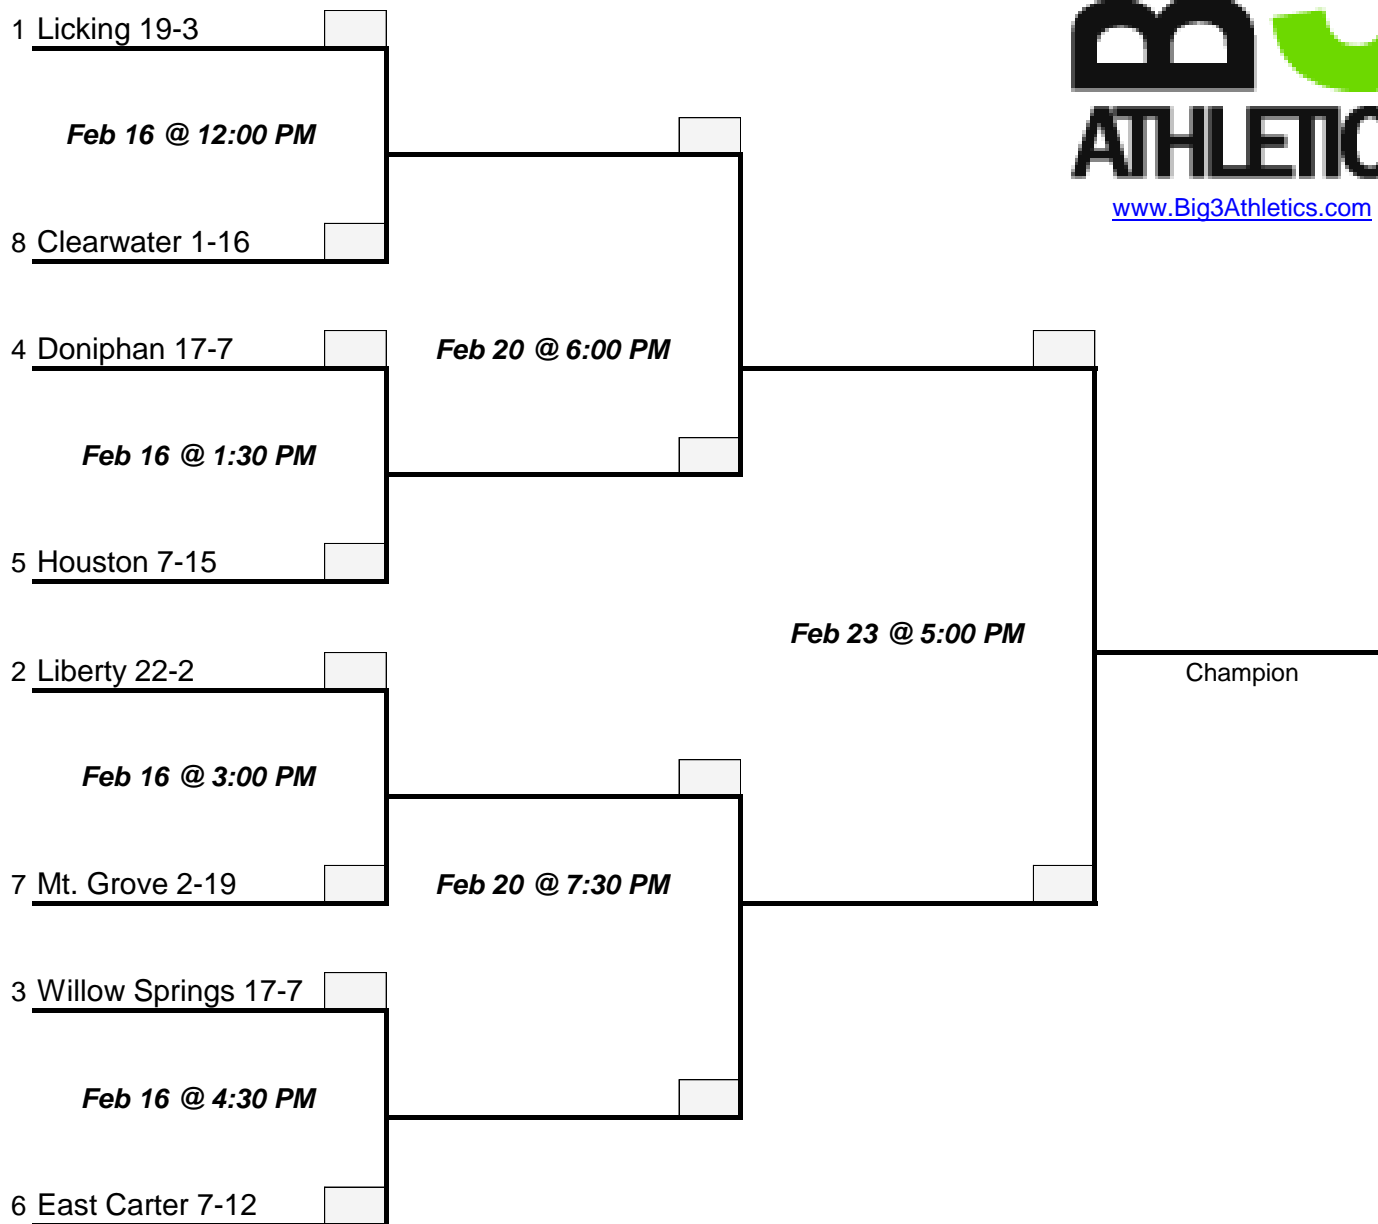 1 Licking 19-3
Feb 16 @ 12:00 PM
www.Big3Athletics.com
8 Clearwater 1-16
4 Doniphan 17-7
Feb 20 @ 6:00 PM
Feb 16 @ 1:30 PM
5 Houston 7-15
Feb 23 @ 5:00 PM
2 Liberty 22-2
Champion
Feb 16 @ 3:00 PM
7 Mt. Grove 2-19
Feb 20 @ 7:30 PM
3 Willow Springs 17-7
Feb 16 @ 4:30 PM
6 East Carter 7-12